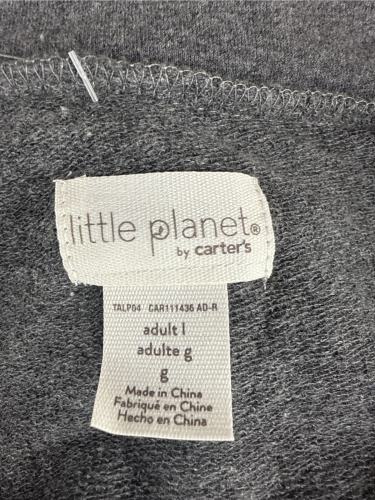 little planet®
by carter's
TALP04 CAR111436 AD-R
adult l
adulte g
g
Made in China
Fabriqué en Chine
Hecho en China